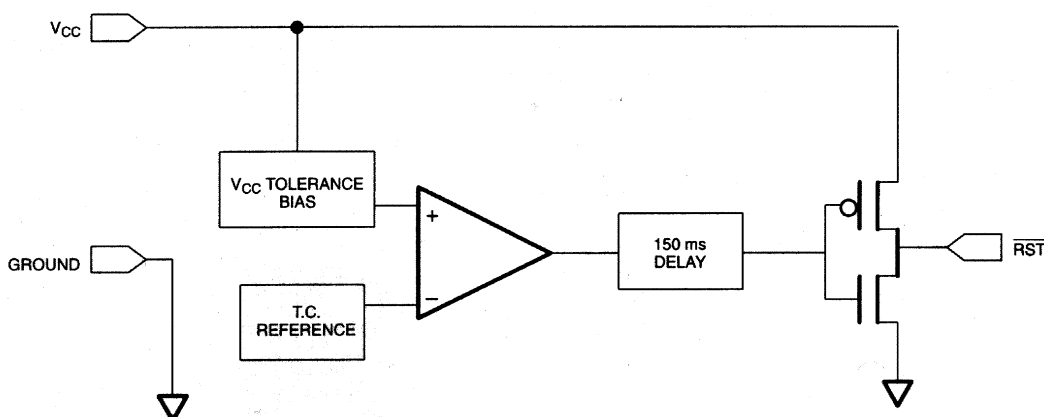 VCC
VCC TOLERANCE
BIAS
+
150 ms
DELAY
RST
GROUND
−
T.C.
REFERENCE